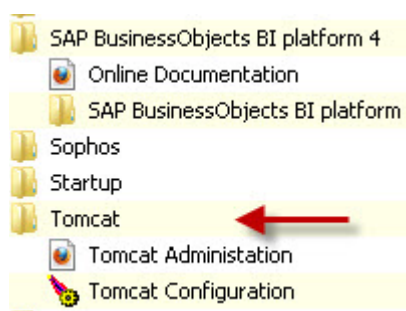 SAP BusinessObjects BI platform 4
Online Documentation
SAP BusinessObjects BI platform
Sophos
Startup
Tomcat
Tomcat Administation
Tomcat Configuration